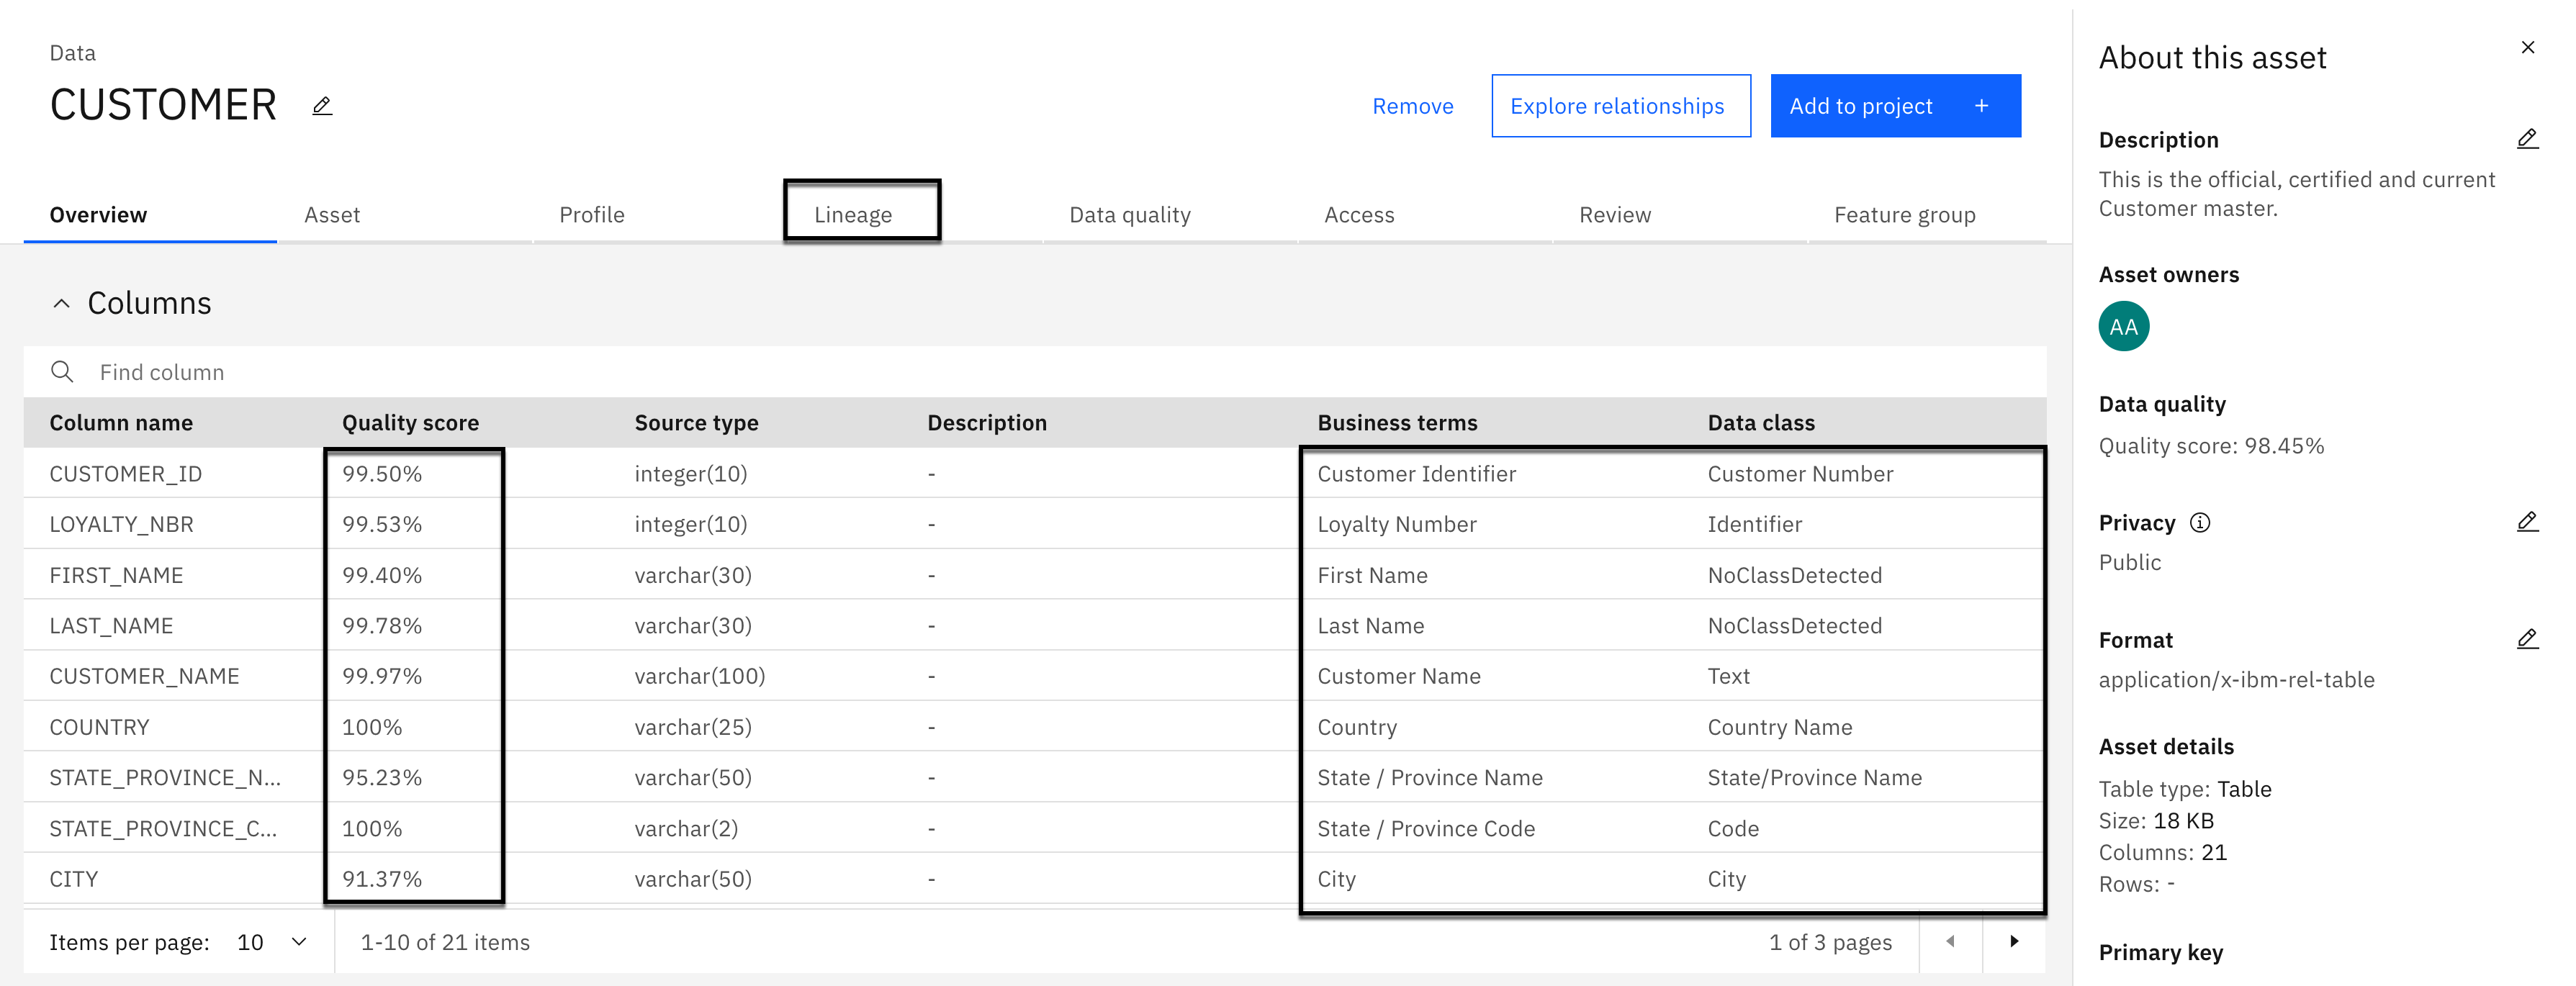 Data
CUSTOMER
Remove
Explore relationships
Add to project +
Overview Asset Profile Lineage Data quality Access Review Feature group
Columns
Find column
Column name Quality score Source type Description Business terms Data class
CUSTOMER_ID 99.50% integer(10) - Customer Identifier Customer Number
LOYALTY_NBR 99.53% integer(10) - Loyalty Number Identifier
FIRST_NAME 99.40% varchar(30) - First Name NoClassDetected
LAST_NAME 99.78% varchar(30) - Last Name NoClassDetected
CUSTOMER_NAME 99.97% varchar(100) - Customer Name Text
COUNTRY 100% varchar(25) - Country Country Name
STATE_PROVINCE_N... 95.23% varchar(50) - State / Province Name State/Province Name
STATE_PROVINCE_C... 100% varchar(2) - State / Province Code Code
CITY 91.37% varchar(50) - City City
Items per page: 10 1-10 of 21 items 1 of 3 pages
About this asset
Description
This is the official, certified and current
Customer master.
Asset owners
AA
Data quality
Quality score: 98.45%
Privacy
Public
Format
application/x-ibm-rel-table
Asset details
Table type: Table
Size: 18 KB
Columns: 21
Rows: -
Primary key